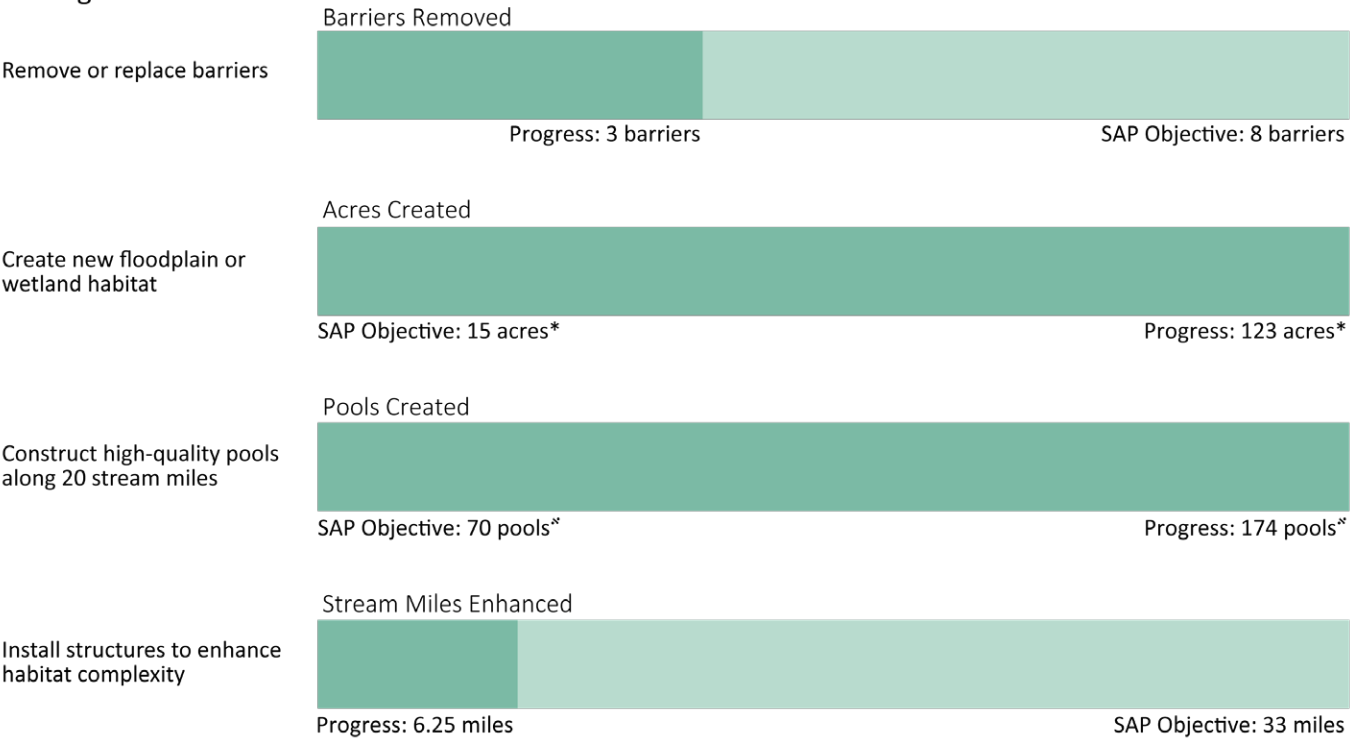 Barriers Removed
Remove or replace barriers
Progress: 3 barriers
SAP Objective: 8 barriers
Acres Created
Create new floodplain or
wetland habitat
SAP Objective: 15 acres*
Progress: 123 acres*
Pools Created
Construct high-quality pools
along 20 stream miles
SAP Objective: 70 pools*
Progress: 174 pools*
Stream Miles Enhanced
Install structures to enhance
habitat complexity
Progress: 6.25 miles
SAP Objective: 33 miles